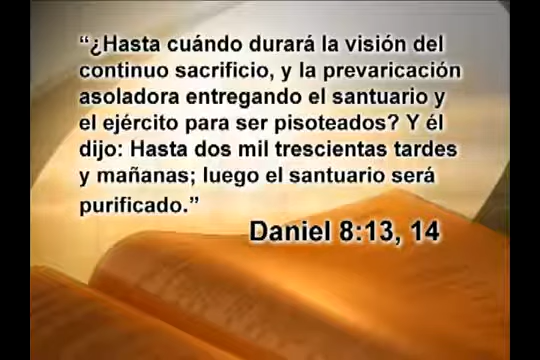 “¿Hasta cuándo durará la visión del
continuo sacrificio, y la prevaricación
asoladora entregando el santuario y
el ejército para ser pisoteados? Y él
dijo: Hasta dos mil trescientas tardes
y mañanas; luego el santuario será
purificado.”
Daniel 8:13, 14